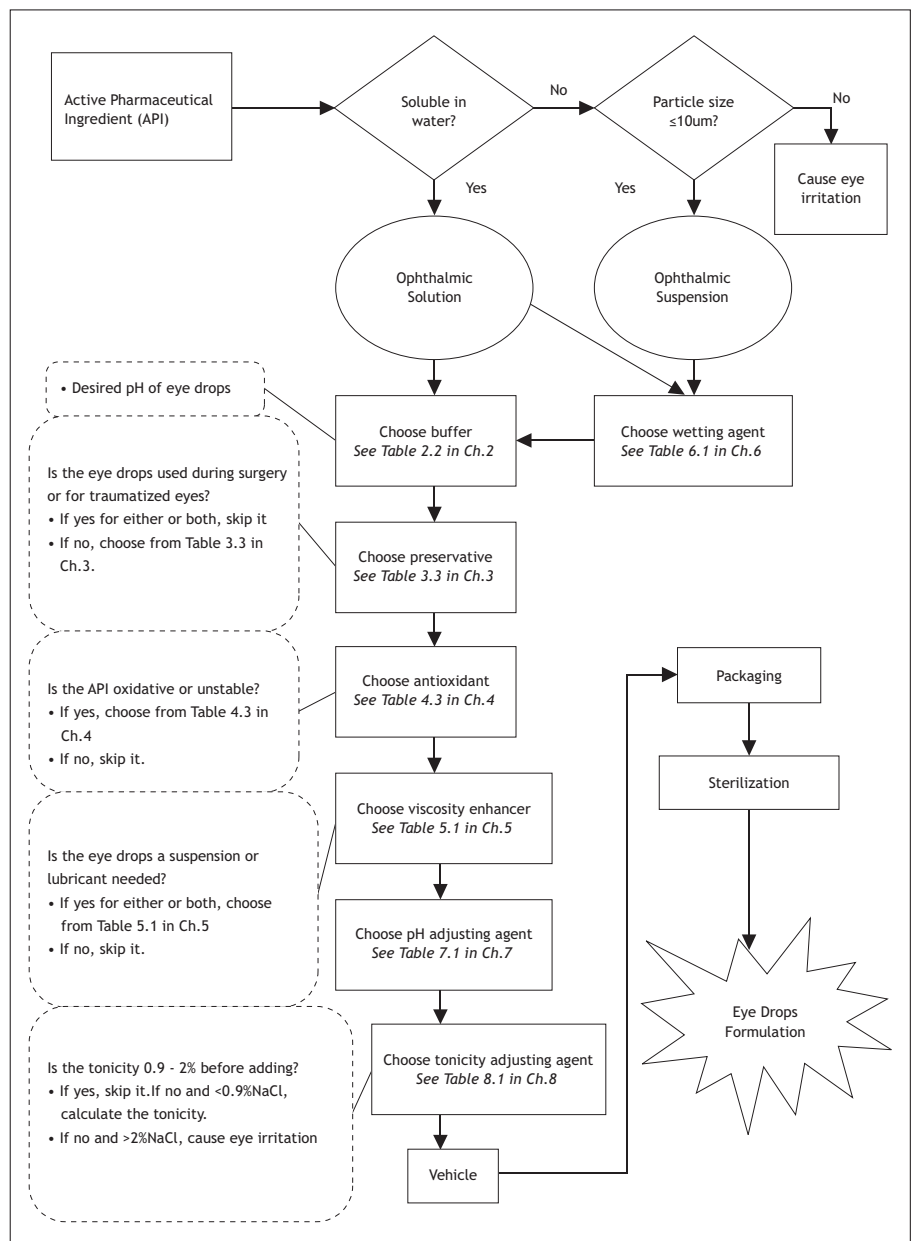 Active Pharmaceutical
Ingredient (API)
Soluble in
water?
No
Particle size
≤10um?
No
Cause eye
irritation
Yes
Yes
Ophthalmic
Solution
Ophthalmic
Suspension
• Desired pH of eye drops
Choose buffer
See Table 2.2 in Ch.2
Choose wetting agent
See Table 6.1 in Ch.6
Is the eye drops used during surgery
or for traumatized eyes?
• If yes for either or both, skip it
• If no, choose from Table 3.3 in
Ch.3.
Choose preservative
See Table 3.3 in Ch.3
Is the API oxidative or unstable?
• If yes, choose from Table 4.3 in
Ch.4
• If no, skip it.
Choose antioxidant
See Table 4.3 in Ch.4
Is the eye drops a suspension or
lubricant needed?
• If yes for either or both, choose
from Table 5.1 in Ch.5
• If no, skip it.
Choose viscosity enhancer
See Table 5.1 in Ch.5
Choose pH adjusting agent
See Table 7.1 in Ch.7
Is the tonicity 0.9 - 2% before adding?
• If yes, skip it.If no and <0.9%NaCl,
calculate the tonicity.
• If no and >2%NaCl, cause eye irritation
Choose tonicity adjusting agent
See Table 8.1 in Ch.8
Vehicle
Packaging
Sterilization
Eye Drops
Formulation